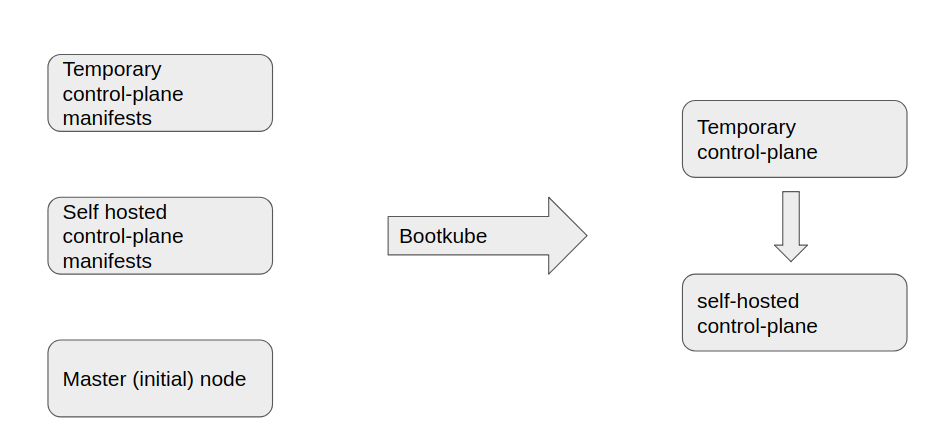 Temporary
control-plane
manifests
Self hosted
control-plane
manifests
Master (initial) node
Bootkube
Temporary
control-plane
self-hosted
control-plane